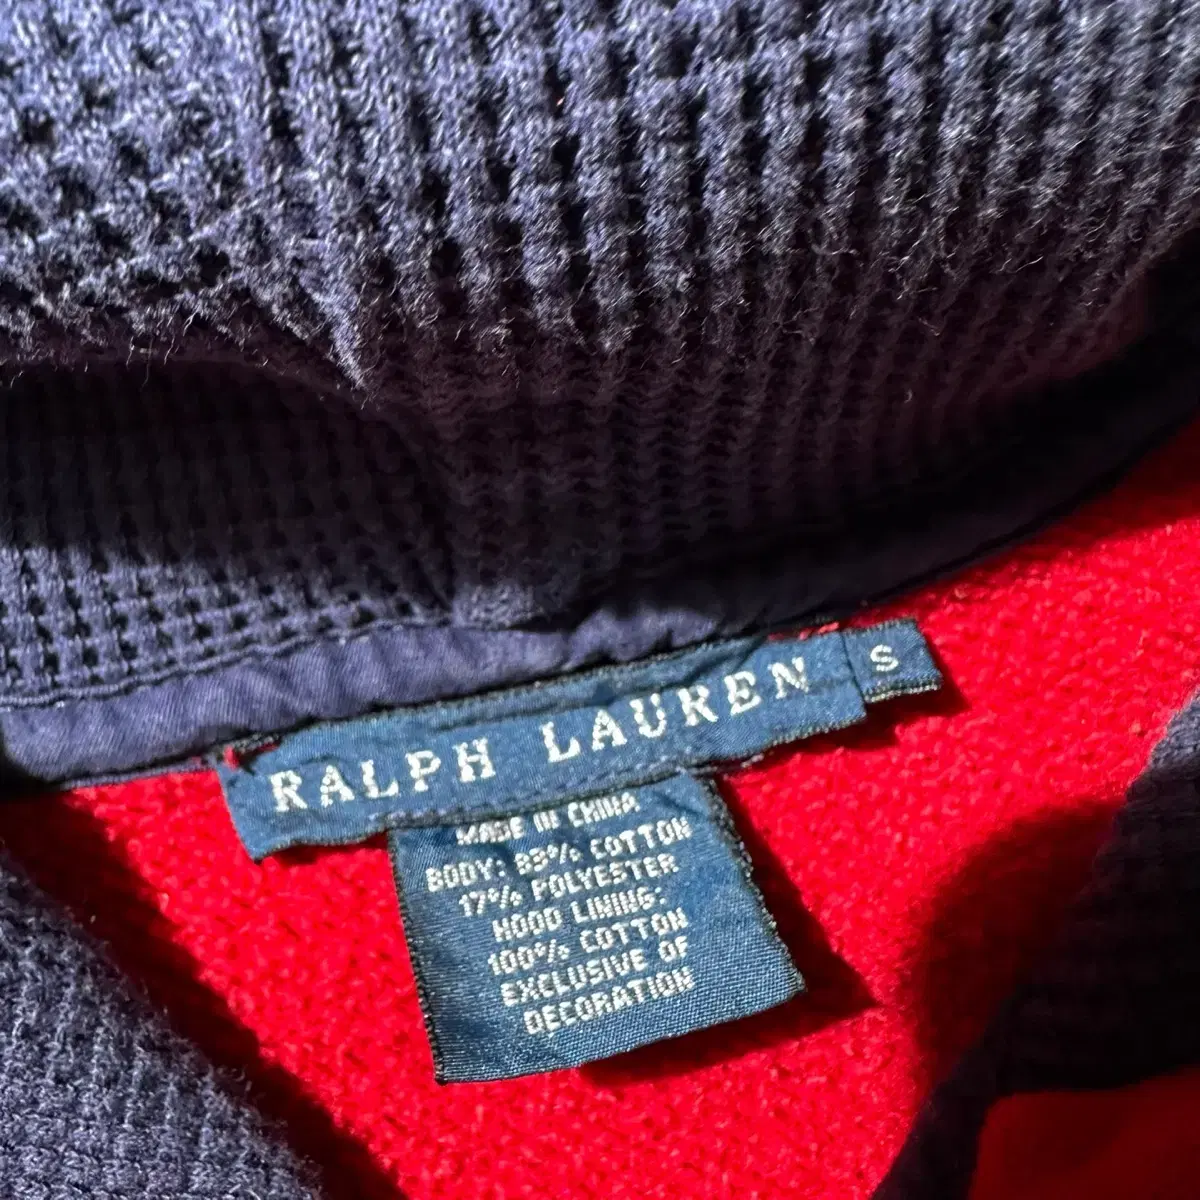 RALPH LAUREN
S
MADE IN CHINA
BODY: 83% COTTON
17% POLYESTER
HOOD LINING:
100% COTTON
EXCLUSIVE OF
DECORATION